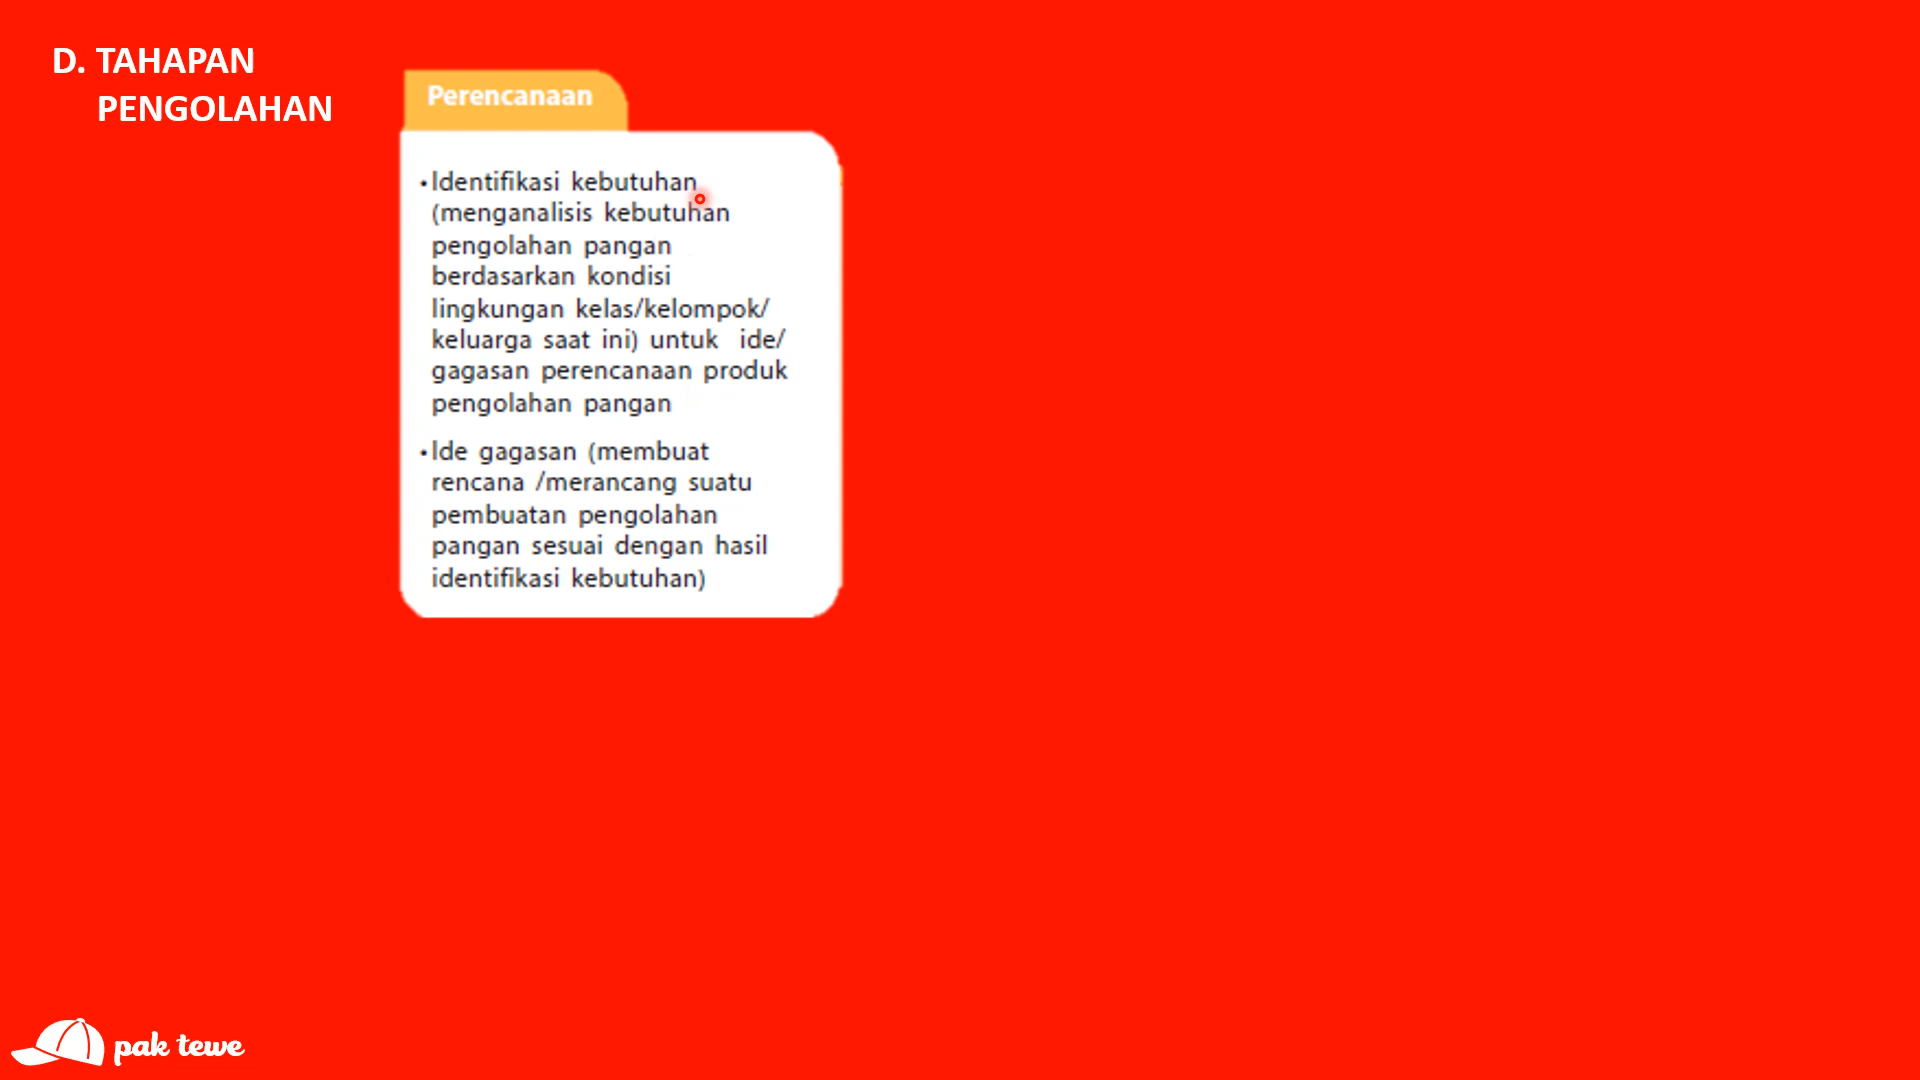 D. TAHAPAN
PENGOLAHAN
Perencanaan
•Identifikasi kebutuhan
(menganalisis kebutuhan
pengolahan pangan
berdasarkan kondisi
lingkungan kelas/kelompok/
keluarga saat ini) untuk ide/
gagasan perencanaan produk
pengolahan pangan
•Ide gagasan (membuat
rencana /merancang suatu
pembuatan pengolahan
pangan sesuai dengan hasil
identifikasi kebutuhan)
pak tewe